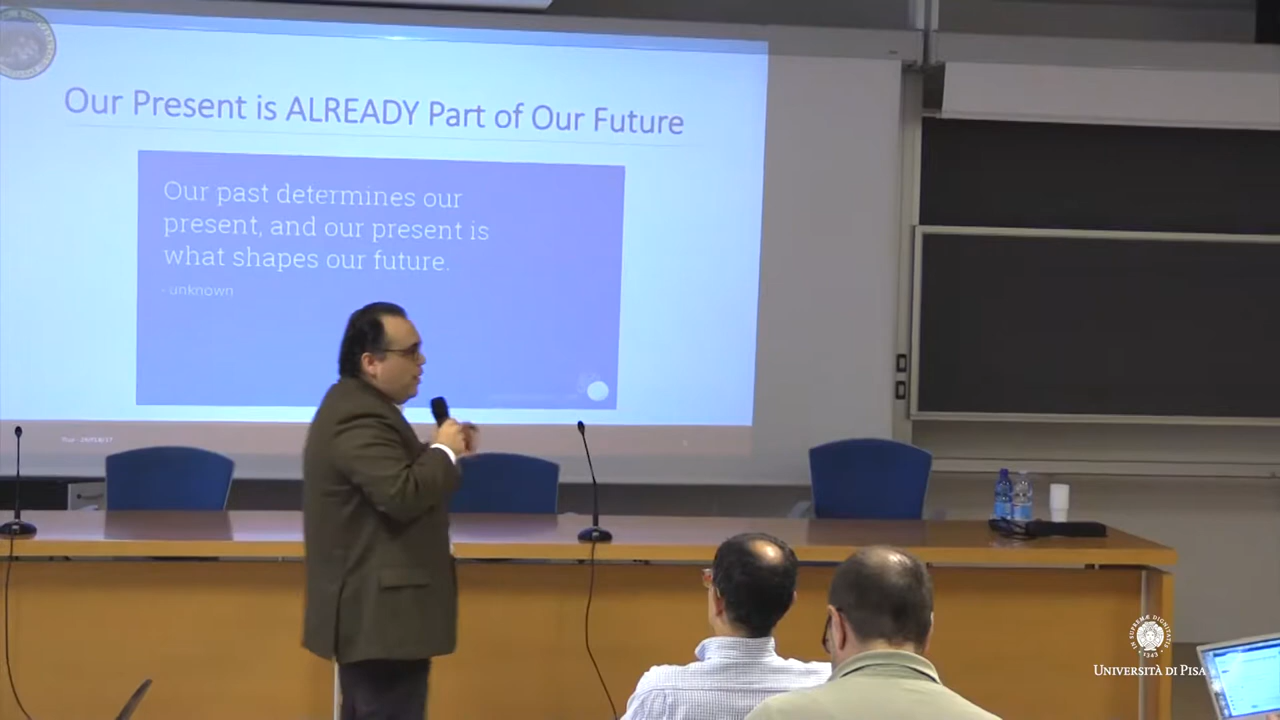 Our Present is ALREADY Part of Our Future
Our past determines our
present, and our present is
what shapes our future.
- unknown
1343
UNIVERSITÀ DI PISA